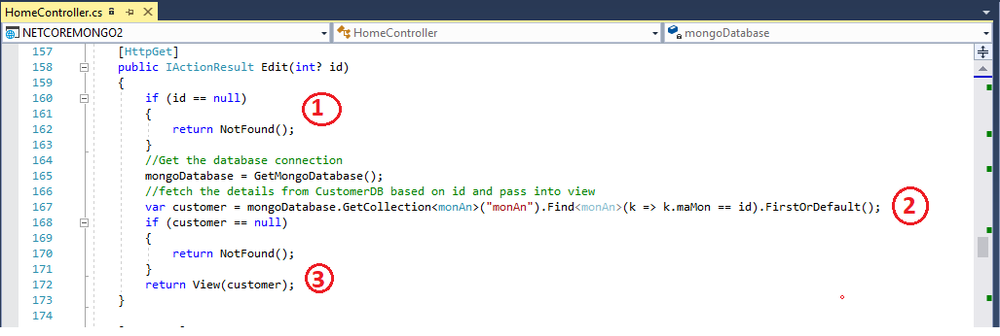 HomeController.cs
NETCOREMONGO2 HomeController mongoDatabase
157 [HttpGet]
158 public IActionResult Edit(int? id)
159 {
160 if (id == null)
161 {
162 return NotFound();
163 }
164 //Get the database connection
165 mongoDatabase = GetMongoDatabase();
166 //fetch the details from CustomerDB based on id and pass into view
167 var customer = mongoDatabase.GetCollection<monAn>("monAn").Find<monAn>(k => k.maMon == id).FirstOrDefault();
168 if (customer == null)
169 {
170 return NotFound();
171 }
172 return View(customer);
173 }
174
1
2
3